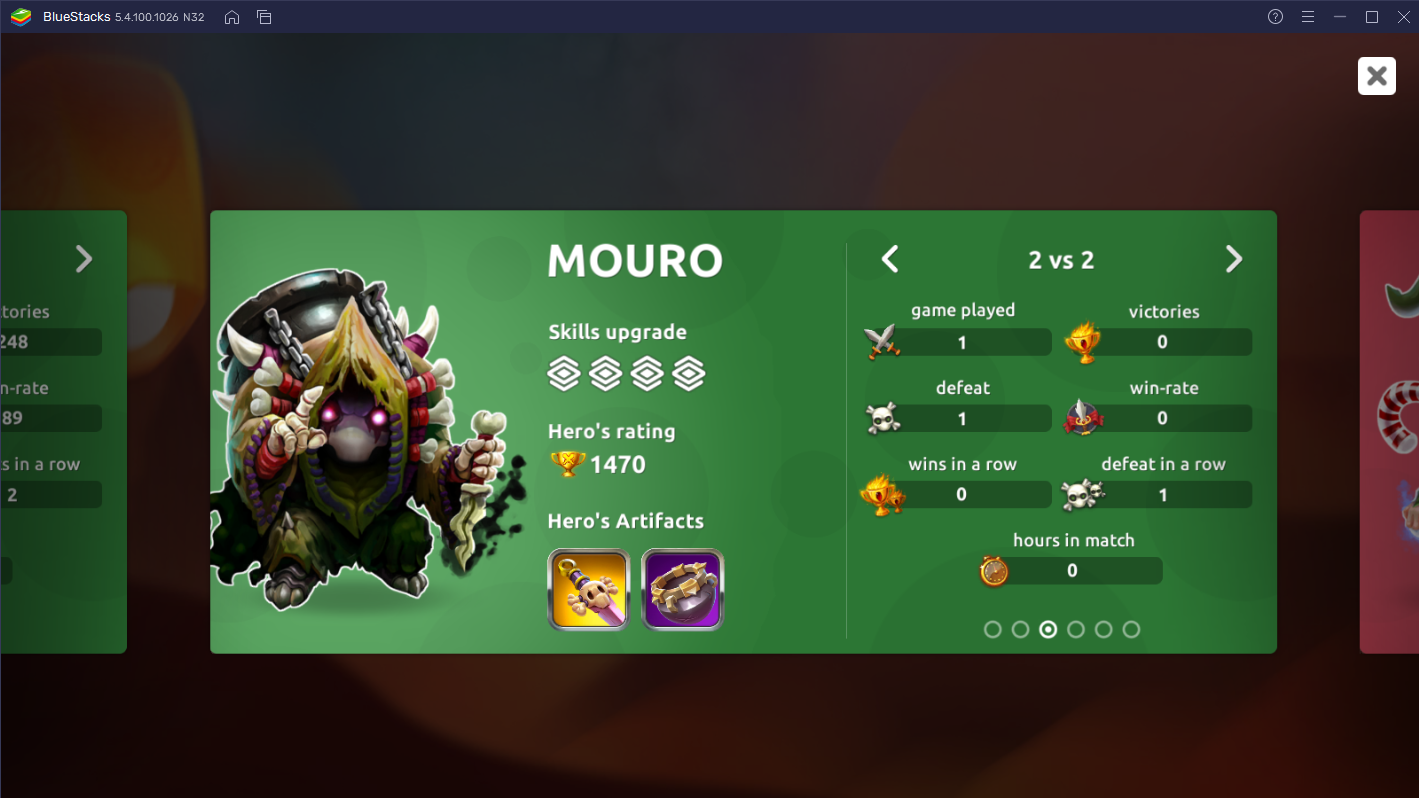 BlueStacks 5.4.100.1026 N32
MOURO
2 vs 2
Skills upgrade
Hero's rating
1470
Hero's Artifacts
game played
1
victories
0
defeat
1
win-rate
0
wins in a row
0
defeat in a row
1
hours in match
0
tories
248
n-rate
89
s in a row
2